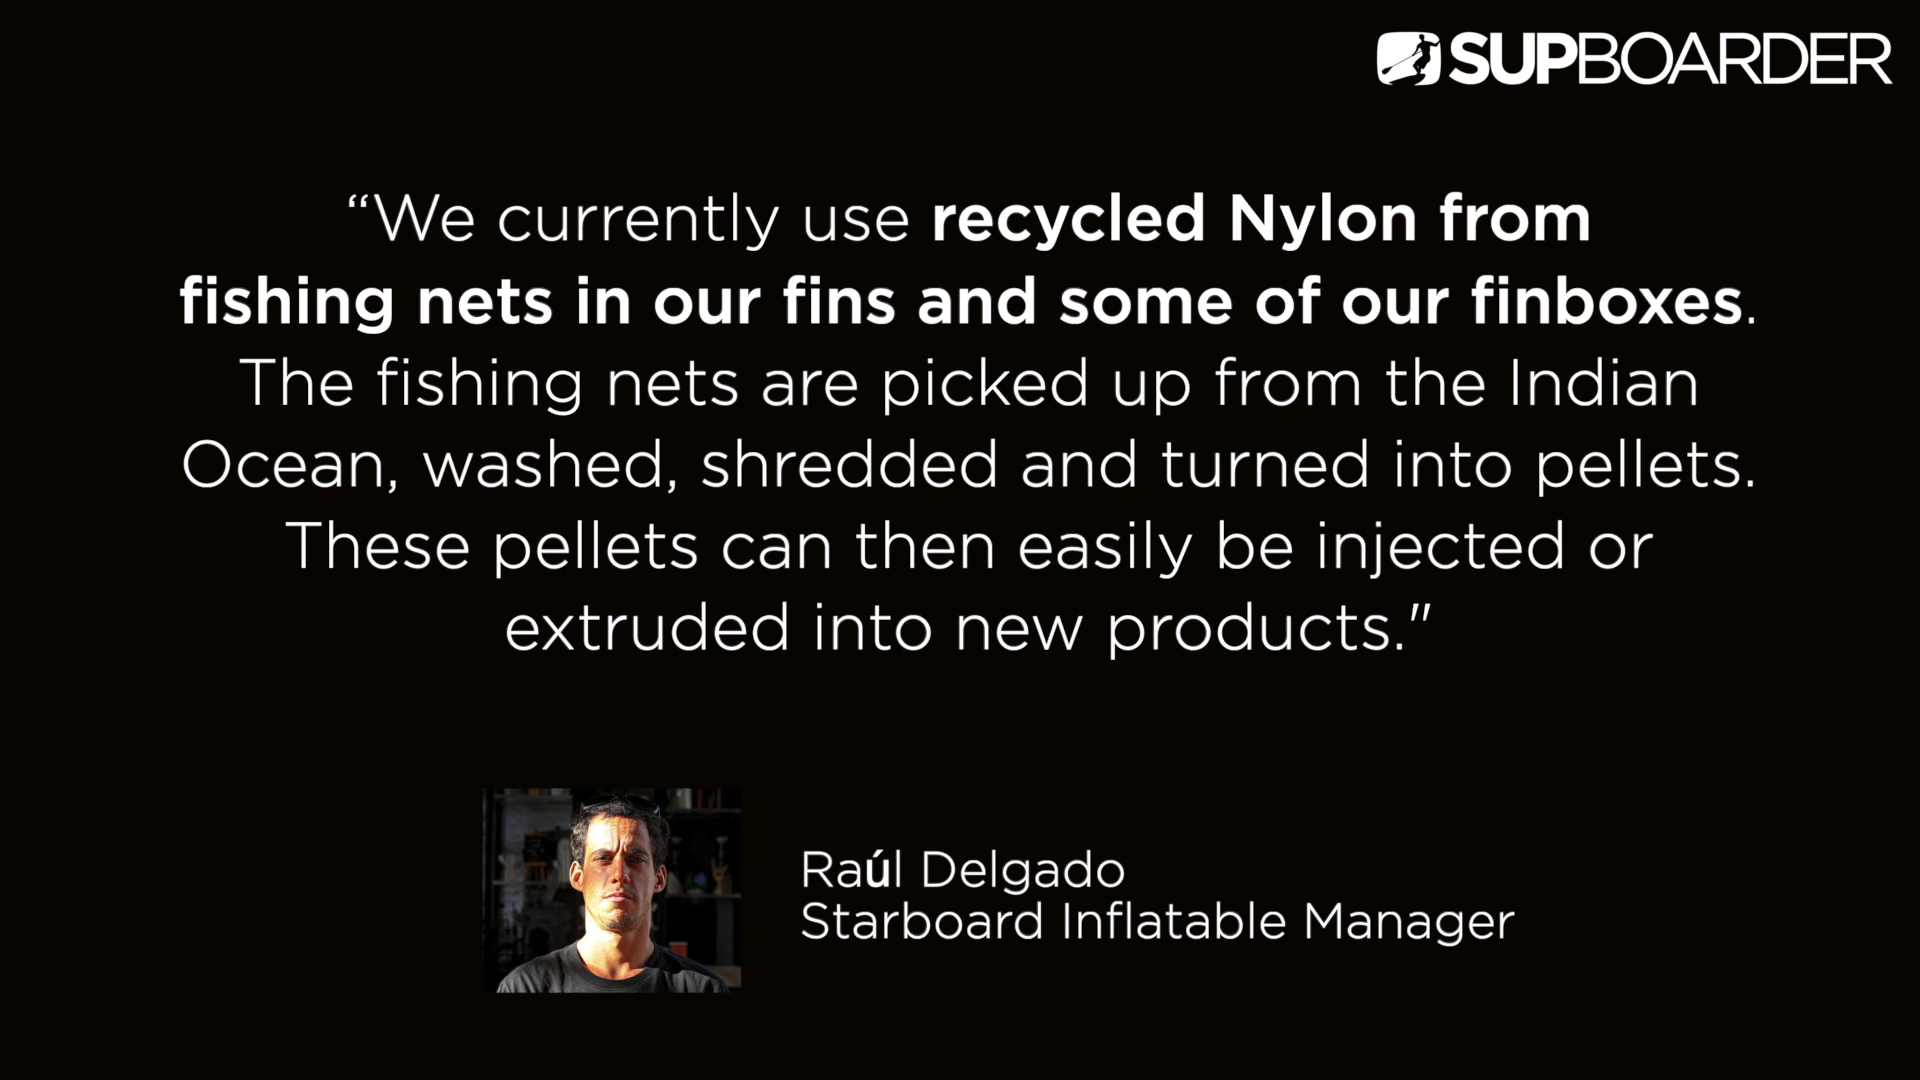 SUPBOARDER
“We currently use recycled Nylon from
fishing nets in our fins and some of our finboxes.
The fishing nets are picked up from the Indian
Ocean, washed, shredded and turned into pellets.
These pellets can then easily be injected or
extruded into new products."
Raúl Delgado
Starboard Inflatable Manager